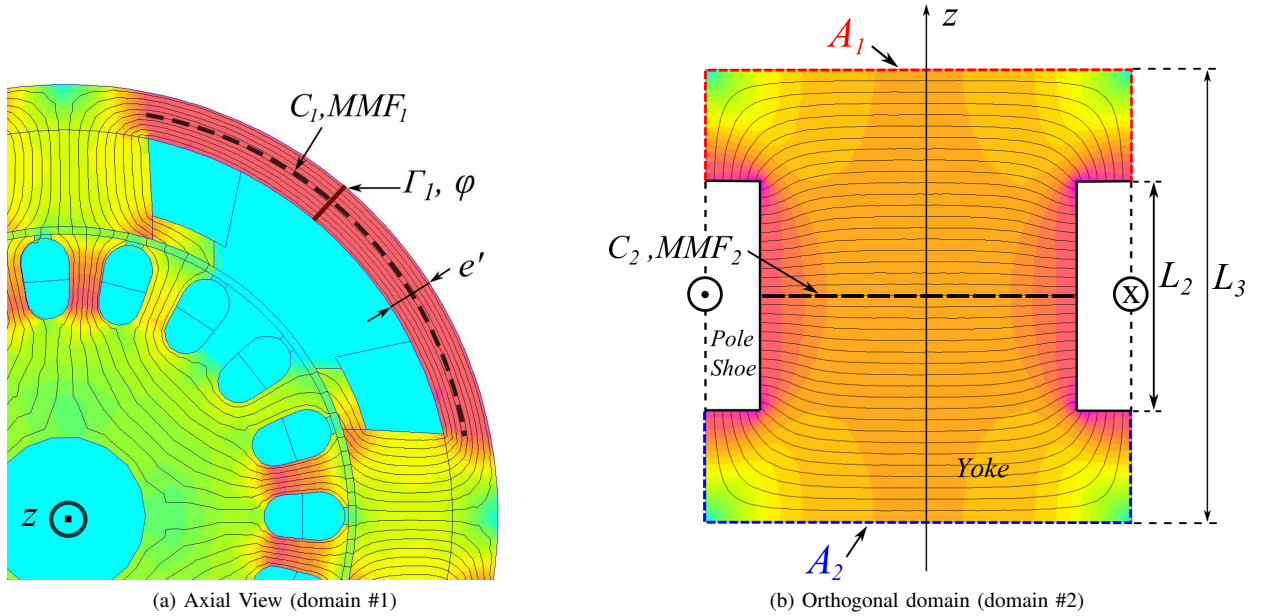 C₁,MMF₁
Γ₁, φ
e'
z
(a) Axial View (domain #1)
z
A₁
C₂ ,MMF₂
L₂
L₃
Pole
Shoe
X
Yoke
A₂
(b) Orthogonal domain (domain #2)